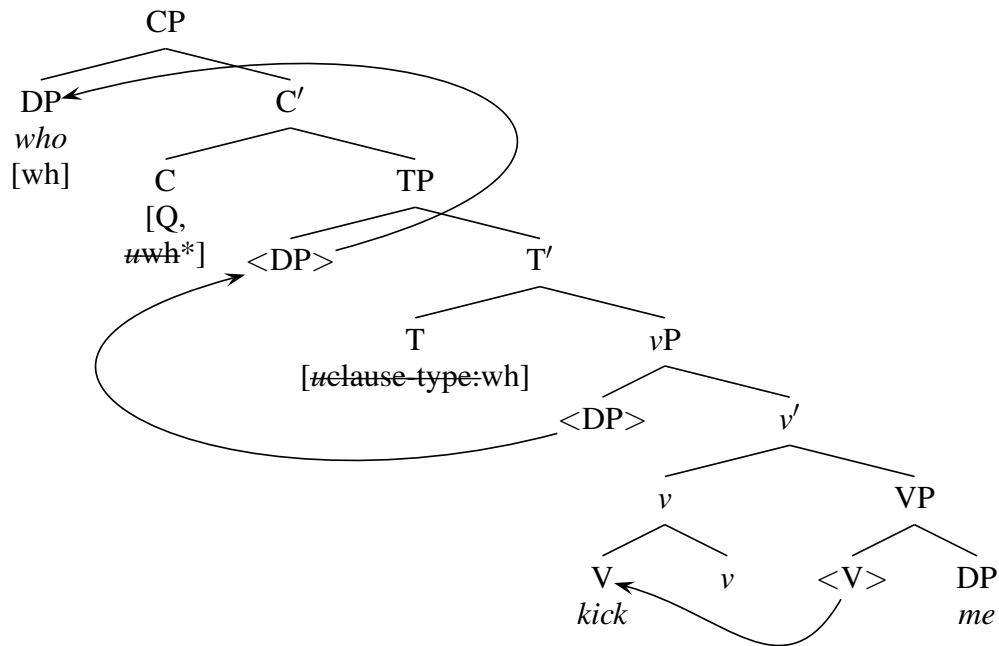 CP
DP
C′
who
[wh]
C
TP
[Q,
uwh*]
<DP>
T′
T
vP
[uclause-type:wh]
<DP>
v′
v
VP
V
v
<V>
DP
kick
me